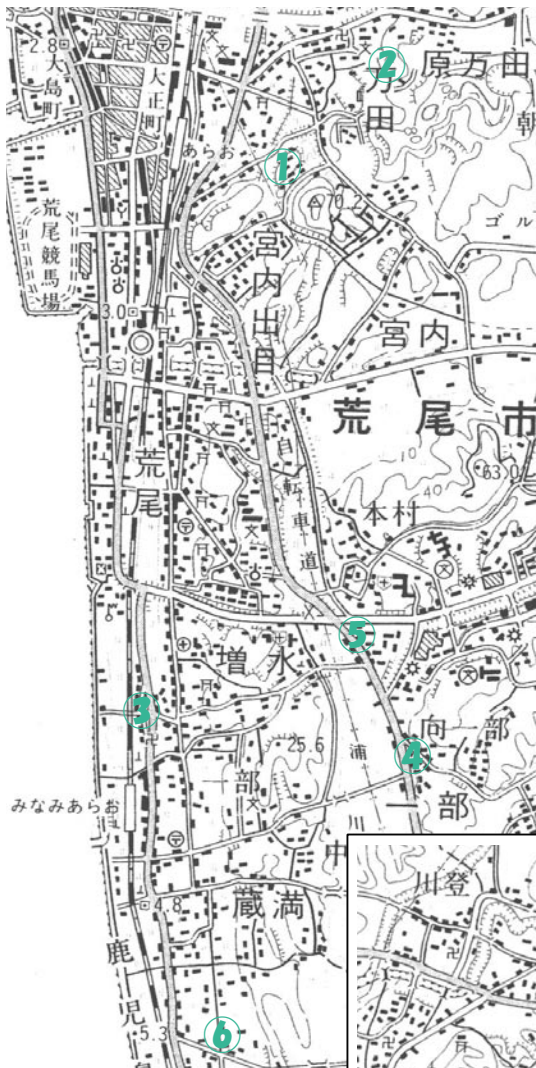 2.8
大島町
大正町
2
原万田
万田
朝
あらお
1
70.2
ゴル
荒尾競馬場
宮内出目
3.0
宮内
荒尾市
荒尾
自転車道
10
40
63.0
本村
5
増永
3
向一部
4
25.6
浦川
一部
部
みなみあらお
中
川登
4.8
蔵満
鹿児
5.3
6